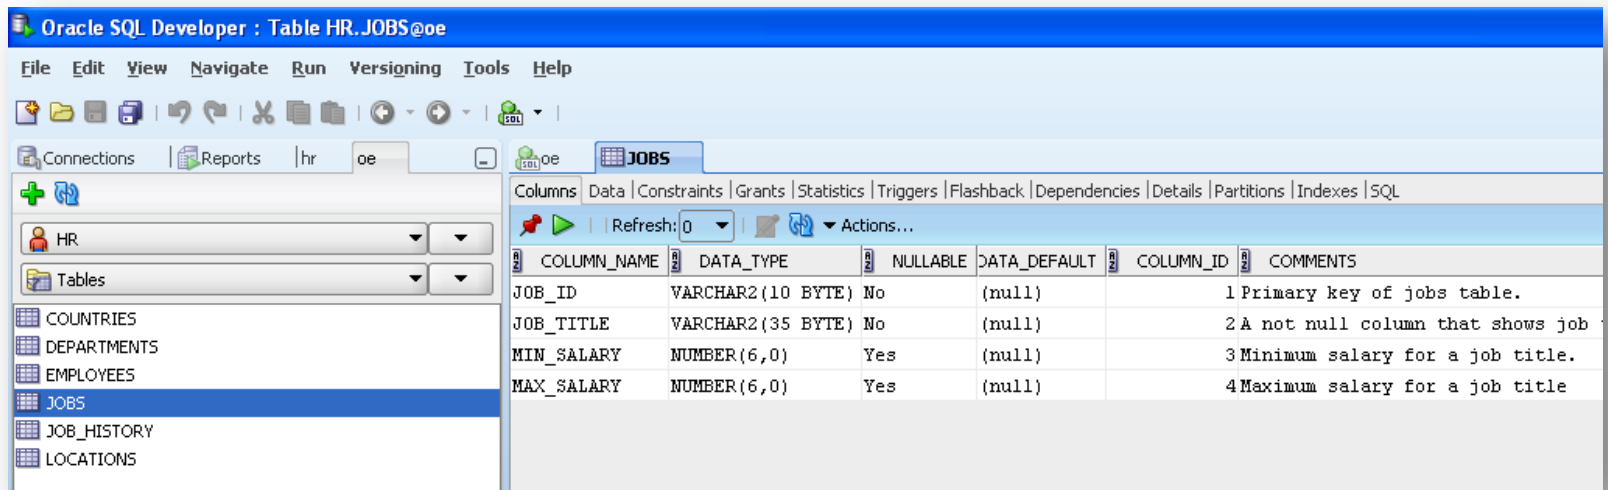 Oracle SQL Developer : Table HR.JOBS@oe
File Edit View Navigate Run Versioning Tools Help
SQL
Connections Reports hr oe
SQL oe JOBS
Columns Data Constraints Grants Statistics Triggers Flashback Dependencies Details Partitions Indexes SQL
Refresh: 0 Actions...
HR
Tables
COUNTRIES
DEPARTMENTS
EMPLOYEES
JOBS
JOB_HISTORY
LOCATIONS
COLUMN_NAME DATA_TYPE NULLABLE DATA_DEFAULT COLUMN_ID COMMENTS
JOB_ID VARCHAR2(10 BYTE) No (null) 1 Primary key of jobs table.
JOB_TITLE VARCHAR2(35 BYTE) No (null) 2 A not null column that shows job
MIN_SALARY NUMBER(6,0) Yes (null) 3 Minimum salary for a job title.
MAX_SALARY NUMBER(6,0) Yes (null) 4 Maximum salary for a job title